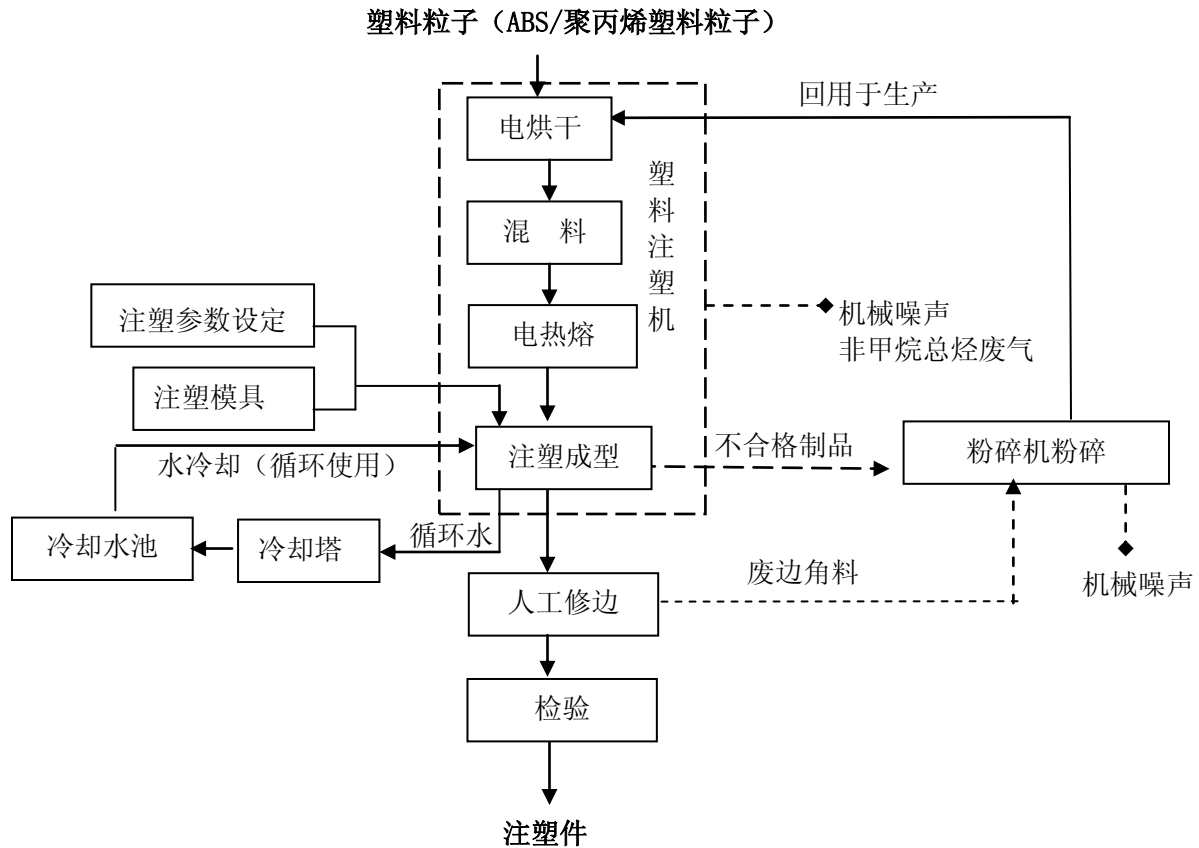 塑料粒子（ABS/聚丙烯塑料粒子）
回用于生产
电烘干
塑料注塑机
混 料
注塑参数设定
电热熔
机械噪声
非甲烷总烃废气
注塑模具
不合格制品
注塑成型
粉碎机粉碎
水冷却（循环使用）
循环水
冷却水池
冷却塔
废边角料
机械噪声
人工修边
检验
注塑件